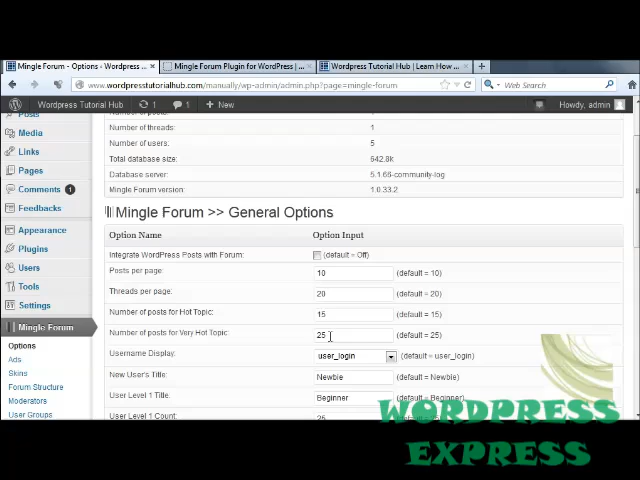 Mingle Forum - Options ‹ Wordpress ... × Mingle Forum Plugin for WordPress | ... × Wordpress Tutorial Hub | Learn How ... × +
www.wordpresstutorialhub.com/manually/wp-admin/admin.php?page=mingle-forum Web Search
Wordpress Tutorial Hub 1 1 + New Howdy, admin
Posts
Media
Links
Pages
Comments 1
Feedbacks
Appearance
Plugins
Users
Tools
Settings
Mingle Forum
Options
Ads
Skins
Forum Structure
Moderators
User Groups
Number of threads: 1
Number of users: 5
Total database size: 642.8k
Database server: 5.1.66-community-log
Mingle Forum version: 1.0.33.2
Mingle Forum >> General Options
Option Name Option Input
Integrate WordPress Posts with Forum: (default = Off)
Posts per page: 10 (default = 10)
Threads per page: 20 (default = 20)
Number of posts for Hot Topic: 15 (default = 15)
Number of posts for Very Hot Topic: 25 (default = 25)
Username Display: user_login (default = user_login)
New User's Title: Newbie (default = Newbie)
User Level 1 Title: Beginner (default = Beginner)
User Level 1 Count: 25 (default = 25)
WORDPRESS
EXPRESS